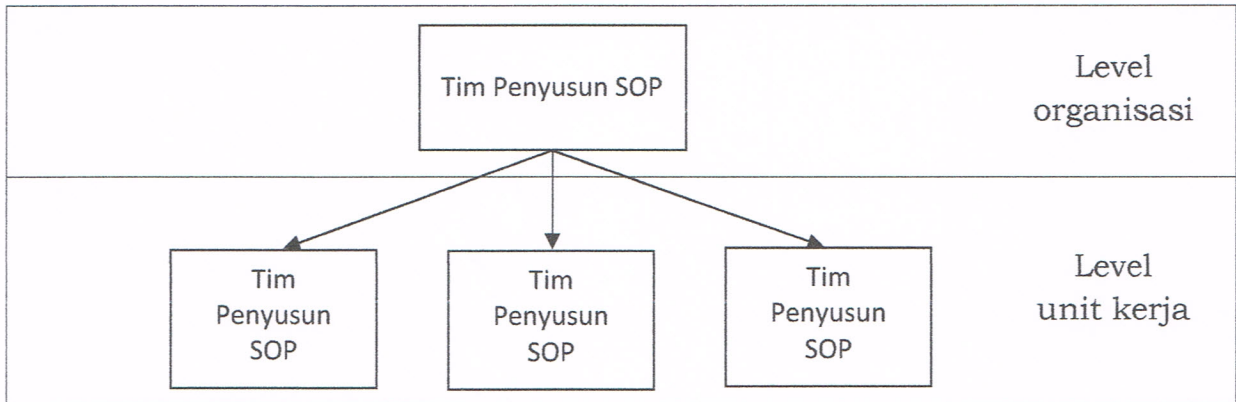 Tim Penyusun SOP
Level
organisasi
Tim
Penyusun
SOP
Tim
Penyusun
SOP
Tim
Penyusun
SOP
Level
unit kerja